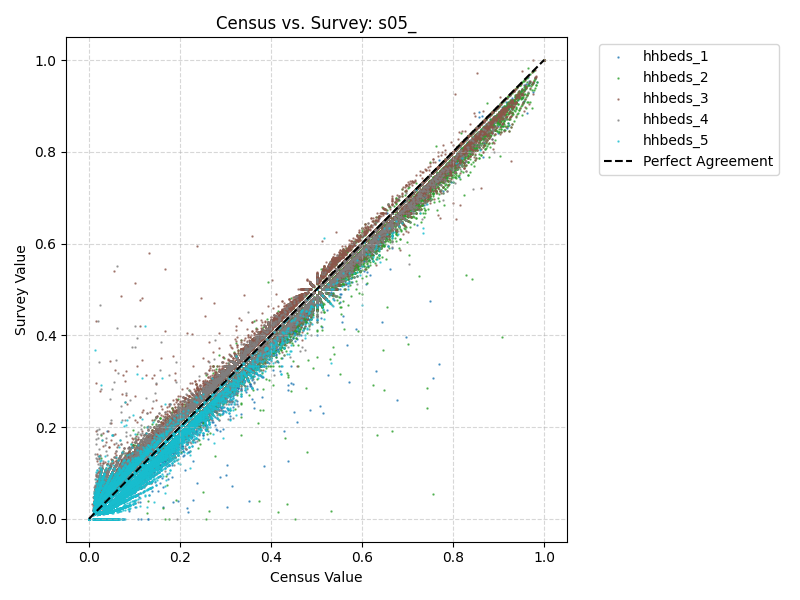 Census vs. Survey: s05_
hhbeds_1
hhbeds_2
hhbeds_3
hhbeds_4
hhbeds_5
Perfect Agreement
Survey Value
1.0
0.8
0.6
0.4
0.2
0.0
0.0 0.2 0.4 0.6 0.8 1.0
Census Value